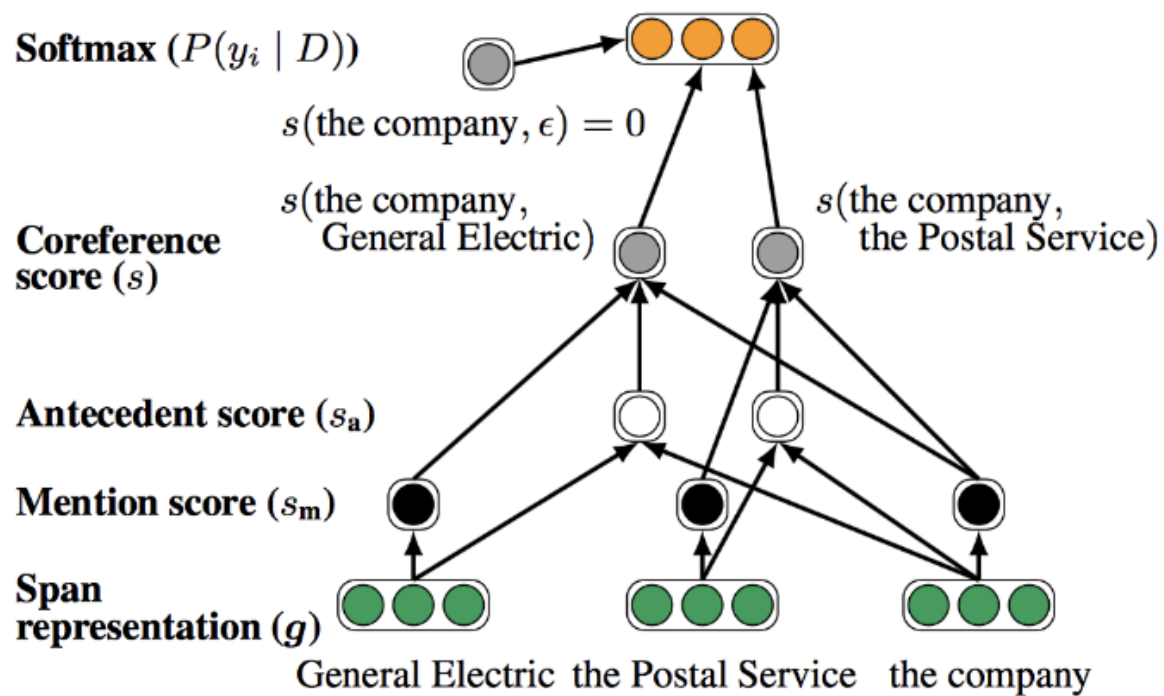 Softmax (P(y_i | D))
s(the company, ϵ) = 0
s(the company,
General Electric)
s(the company,
the Postal Service)
Coreference
score (s)
Antecedent score (s_a)
Mention score (s_m)
Span
representation (g)
General Electric the Postal Service the company